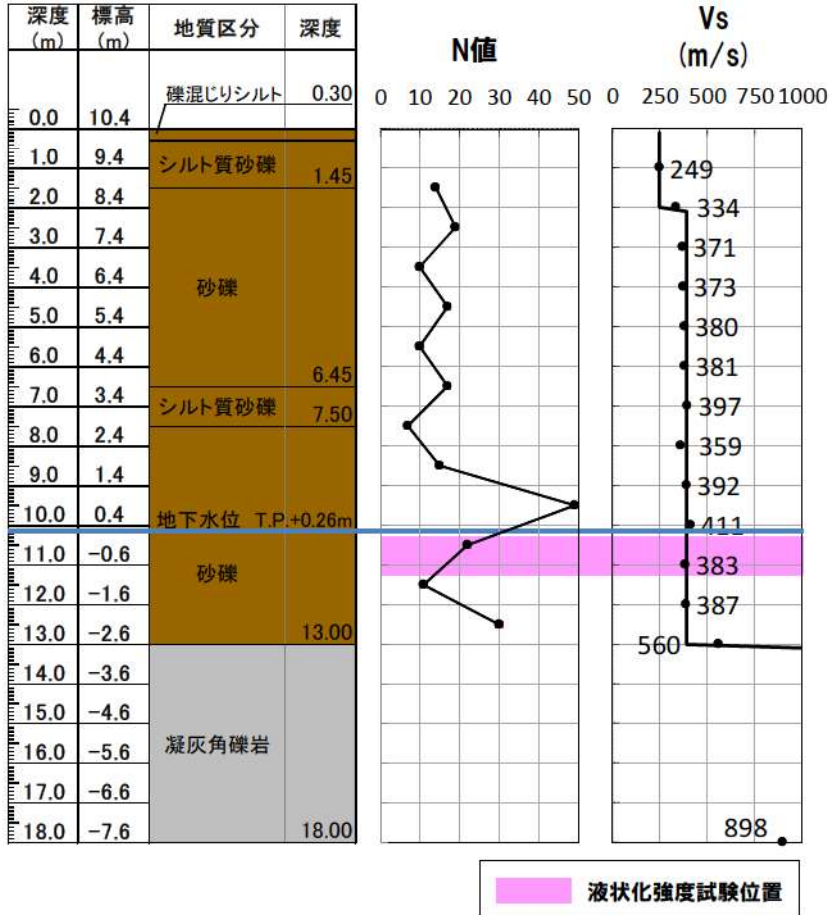 深度 標高 地質区分 深度
(m) (m)
N値
Vs
(m/s)
礫混じりシルト 0.30
0 10 20 30 40 50 0 250 500 750 1000
0.0 10.4
1.0 9.4 シルト質砂礫 1.45 249
2.0 8.4 334
3.0 7.4 371
4.0 6.4 砂礫 373
5.0 5.4 380
6.0 4.4 6.45 381
7.0 3.4 シルト質砂礫 7.50 397
8.0 2.4 359
9.0 1.4 392
10.0 0.4 地下水位 T.P.+0.26m 411
11.0 -0.6 砂礫 383
12.0 -1.6 387
13.0 -2.6 13.00 560
14.0 -3.6
15.0 -4.6
16.0 -5.6 凝灰角礫岩
17.0 -6.6
18.0 -7.6 18.00 898
液状化強度試験位置